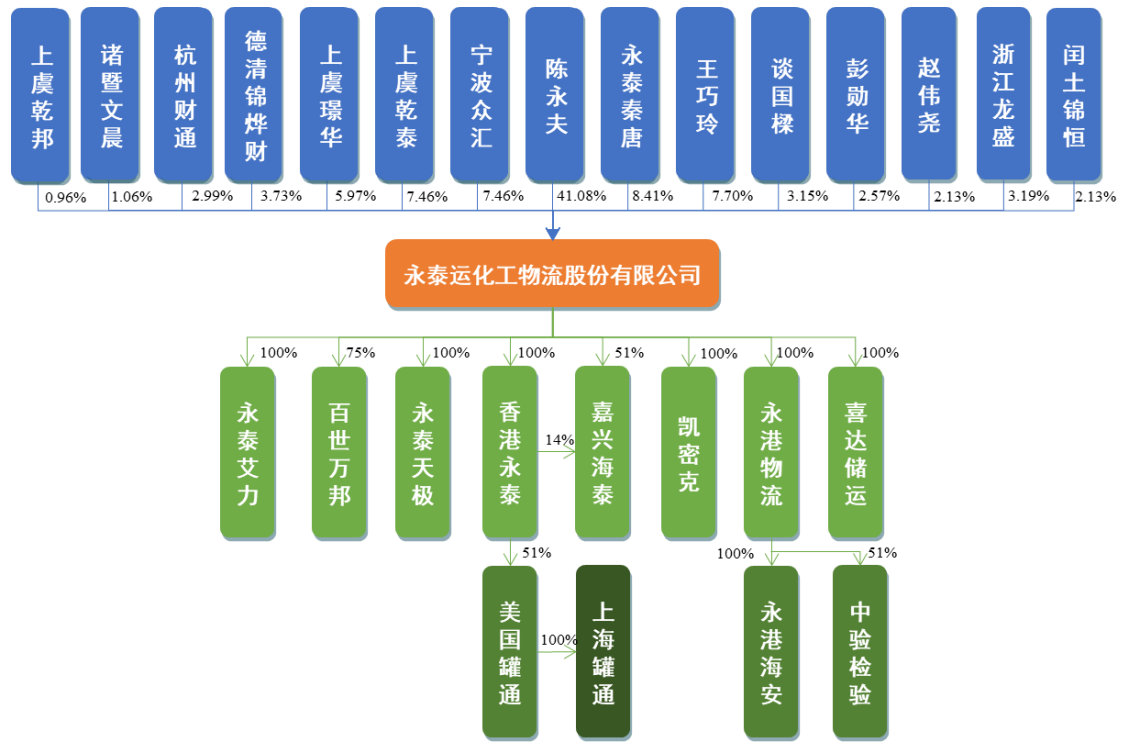 上虞乾邦
诸暨文晨
杭州财通
德清锦烨财
上虞璟华
上虞乾泰
宁波众汇
陈永夫
永泰秦唐
王巧玲
谈国樑
彭勋华
赵伟尧
浙江龙盛
闰土锦恒
0.96%
1.06%
2.99%
3.73%
5.97%
7.46%
7.46%
41.08%
8.41%
7.70%
3.15%
2.57%
2.13%
3.19%
2.13%
永泰运化工物流股份有限公司
100%
75%
100%
100%
51%
100%
100%
100%
永泰艾力
百世万邦
永泰天极
香港永泰
14%
嘉兴海泰
凯密克
永港物流
喜达储运
51%
100%
51%
美国罐通
100%
上海罐通
永港海安
中验检验